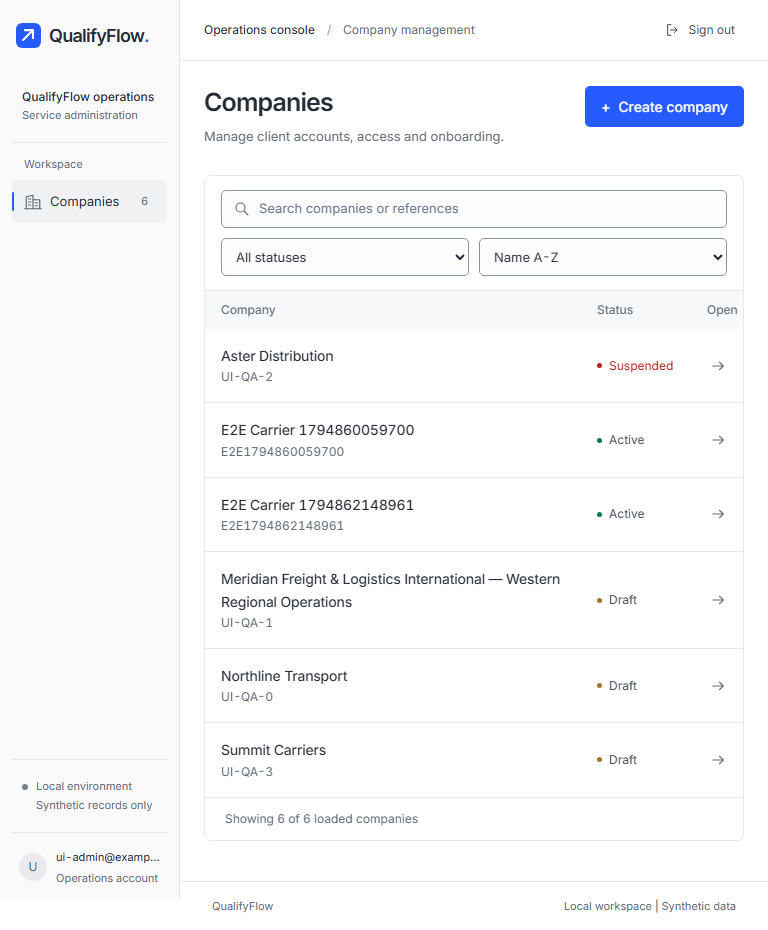 QualifyFlow.
QualifyFlow operations
Service administration
Workspace
Companies 6
Local environment
Synthetic records only
U
ui-admin@examp...
Operations account
Operations console / Company management
Sign out
Companies
+ Create company
Manage client accounts, access and onboarding.
Search companies or references
All statuses
Name A-Z
Company Status Open
Aster Distribution
UI-QA-2
Suspended
E2E Carrier 1794860059700
E2E1794860059700
Active
E2E Carrier 1794862148961
E2E1794862148961
Active
Meridian Freight & Logistics International — Western
Regional Operations
UI-QA-1
Draft
Northline Transport
UI-QA-0
Draft
Summit Carriers
UI-QA-3
Draft
Showing 6 of 6 loaded companies
QualifyFlow
Local workspace | Synthetic data